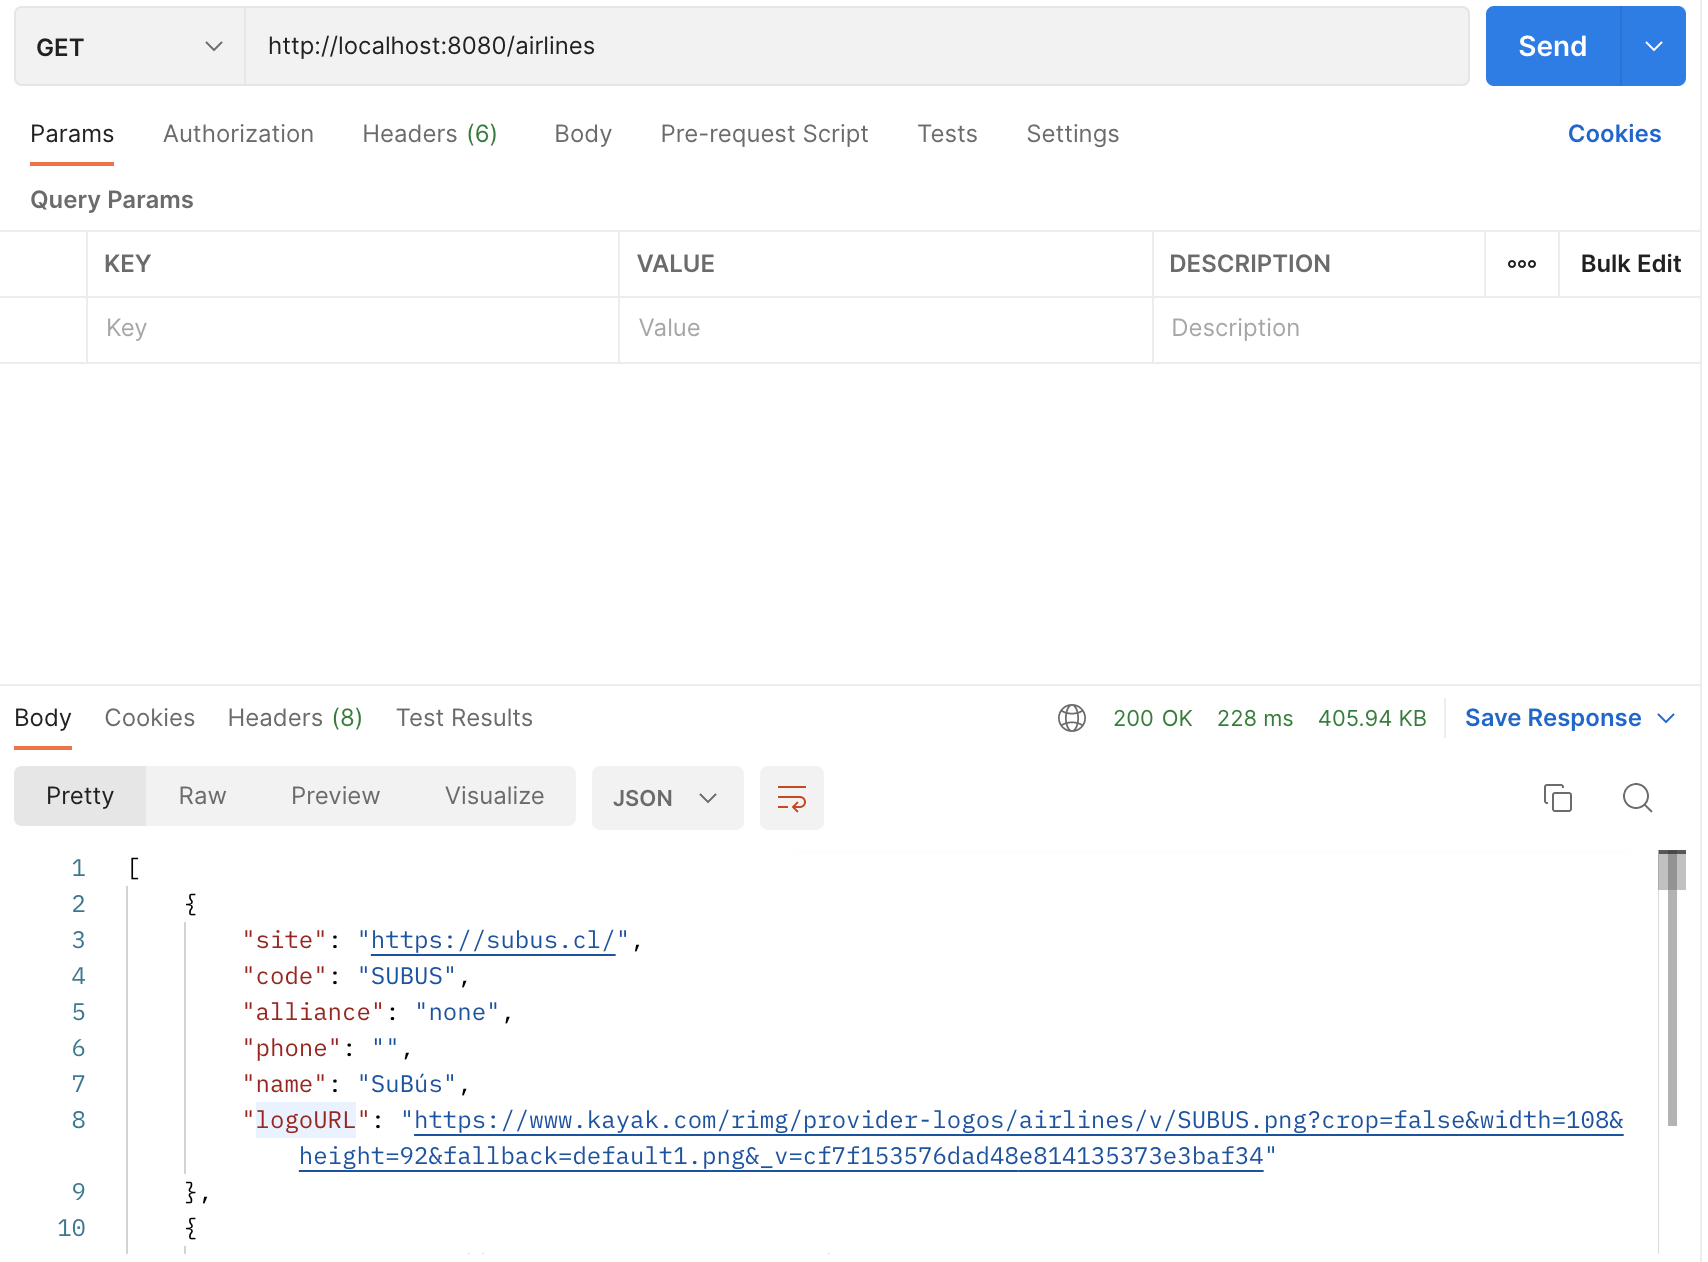 GET http://localhost:8080/airlines Send
Params Authorization Headers (6) Body Pre-request Script Tests Settings Cookies
Query Params
KEY VALUE DESCRIPTION ooo Bulk Edit
Key Value Description
Body Cookies Headers (8) Test Results 200 OK 228 ms 405.94 KB Save Response
Pretty Raw Preview Visualize JSON
1 [
2 {
3 "site": "https://subus.cl/",
4 "code": "SUBUS",
5 "alliance": "none",
6 "phone": "",
7 "name": "SuBús",
8 "logoURL": "https://www.kayak.com/rimg/provider-logos/airlines/v/SUBUS.png?crop=false&width=108&
height=92&fallback=default1.png&_v=cf7f153576dad48e814135373e3baf34"
9 },
10 {